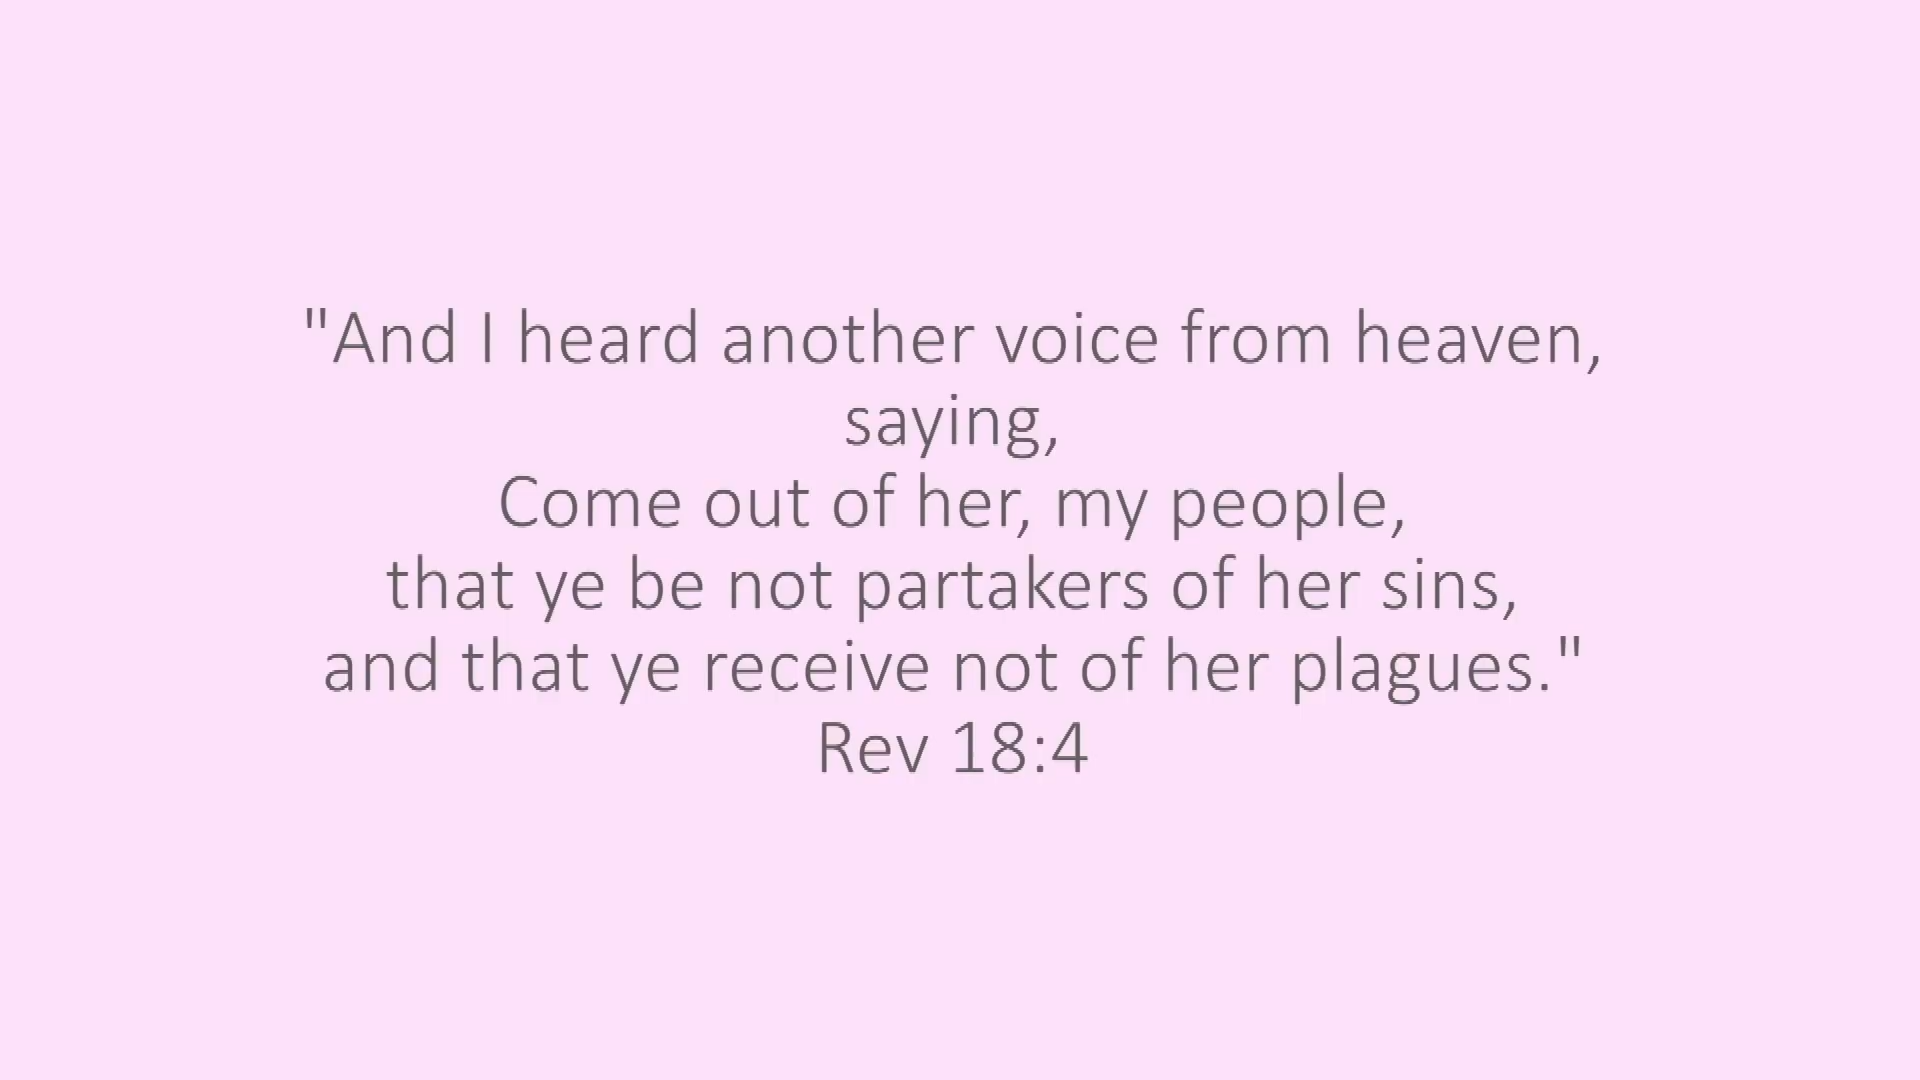 "And I heard another voice from heaven,
saying,
Come out of her, my people,
that ye be not partakers of her sins,
and that ye receive not of her plagues."
Rev 18:4